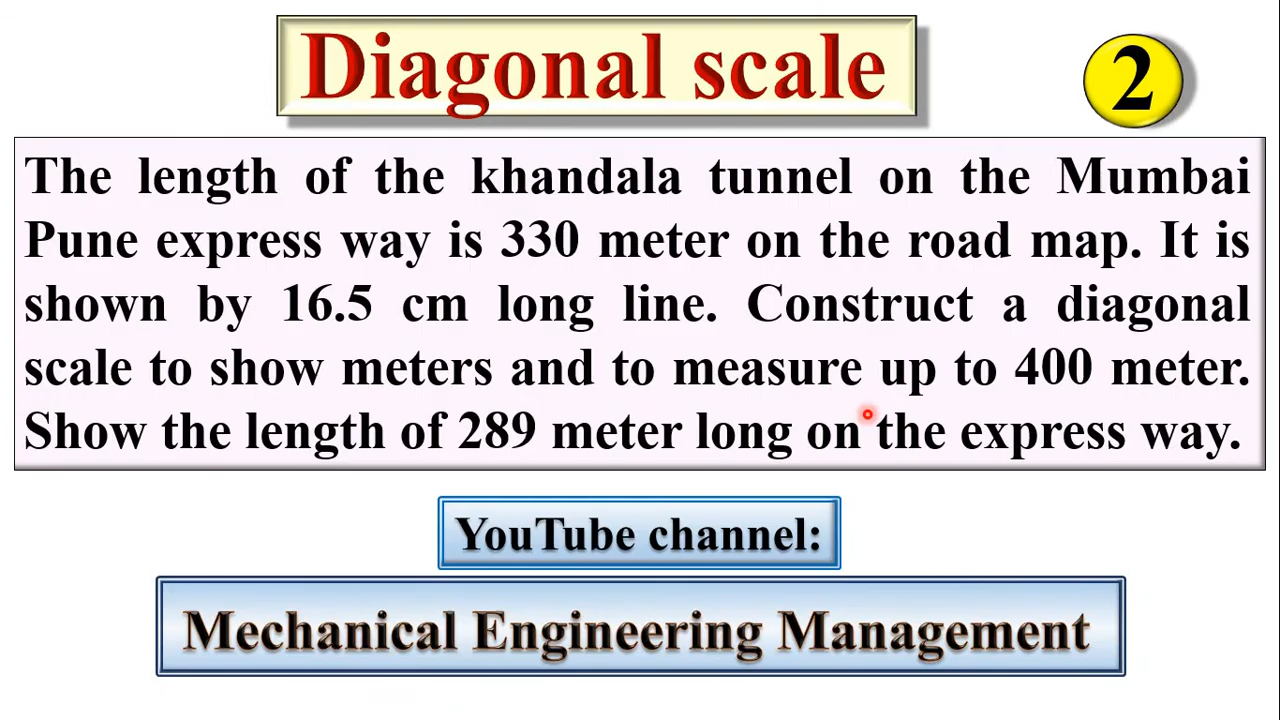 Diagonal scale
2
The length of the khandala tunnel on the Mumbai
Pune express way is 330 meter on the road map. It is
shown by 16.5 cm long line. Construct a diagonal
scale to show meters and to measure up to 400 meter.
Show the length of 289 meter long on the express way.
YouTube channel:
Mechanical Engineering Management